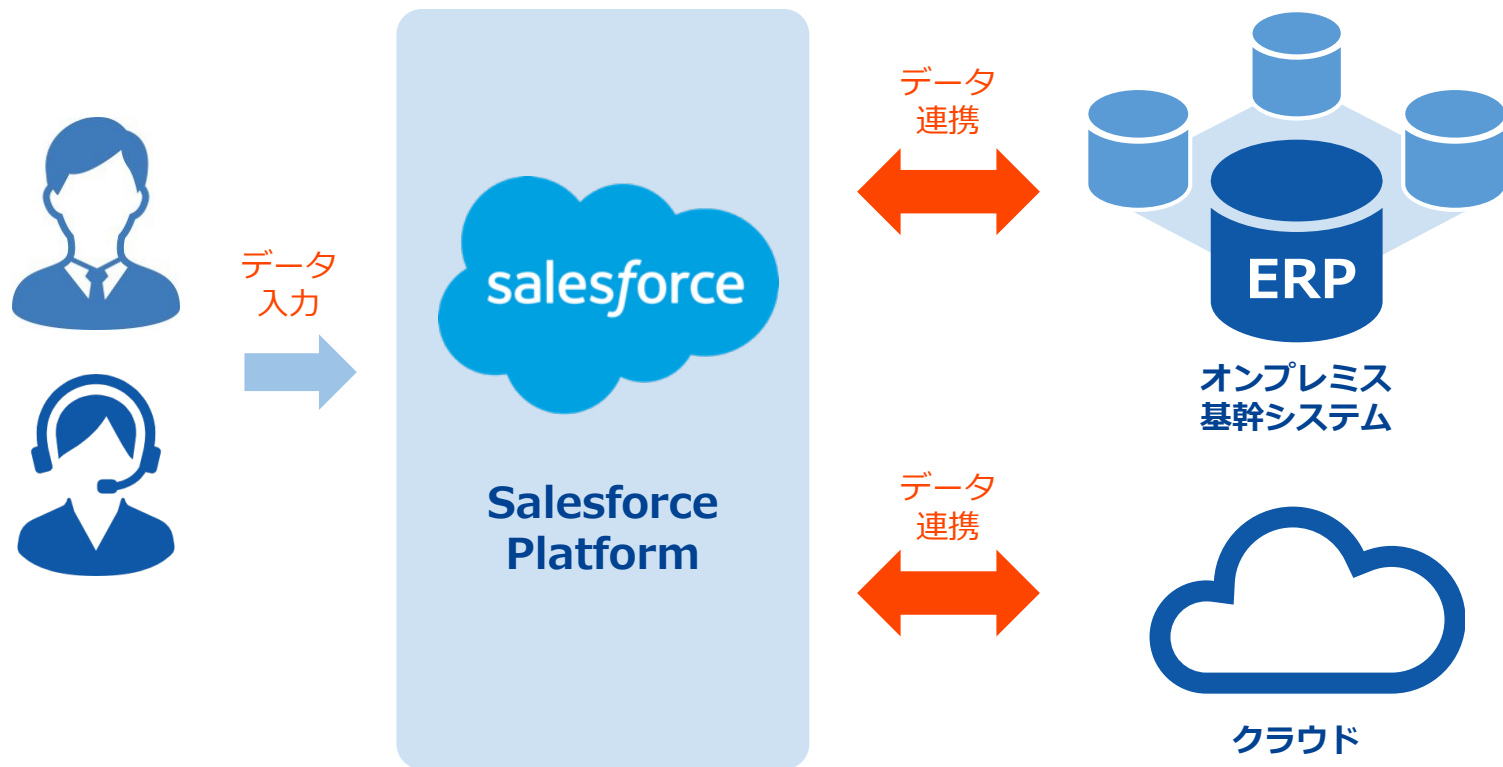 データ
入力
salesforce
Salesforce
Platform
データ
連携
ERP
オンプレミス
基幹システム
データ
連携
クラウド